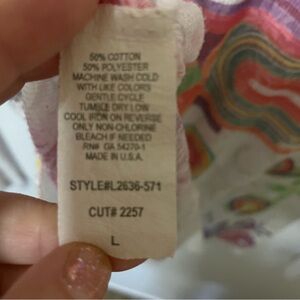 50% COTTON
50% POLYESTER
MACHINE WASH COLD
WITH LIKE COLORS
GENTLE CYCLE
TUMBLE DRY LOW
COOL IRON ON REVERSE
ONLY NON-CHLORINE
BLEACH IF NEEDED
RN# GA 54270-1
MADE IN U.S.A.
STYLE#L2636-571
CUT# 2257
L